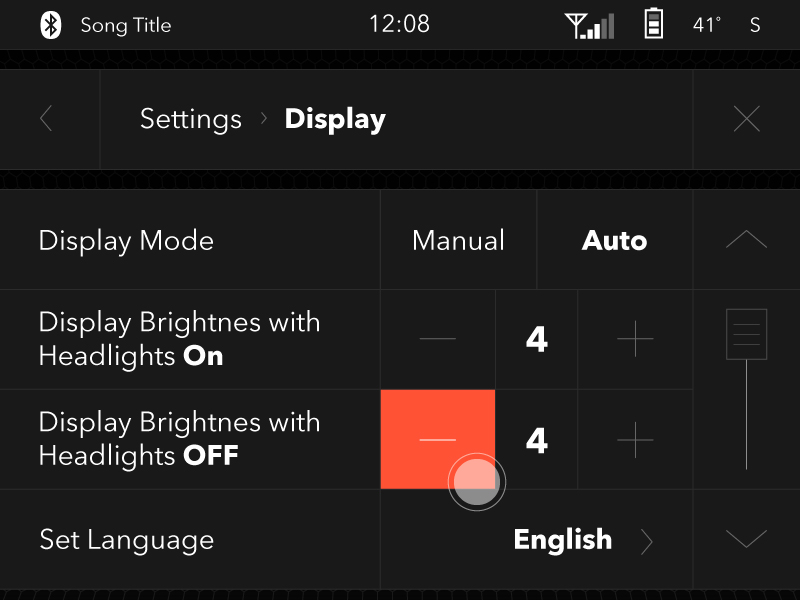 Song Title 12:08 41° S
Settings > Display
Display Mode Manual Auto
Display Brightnes with
Headlights On
4
Display Brightnes with
Headlights OFF
4
Set Language English